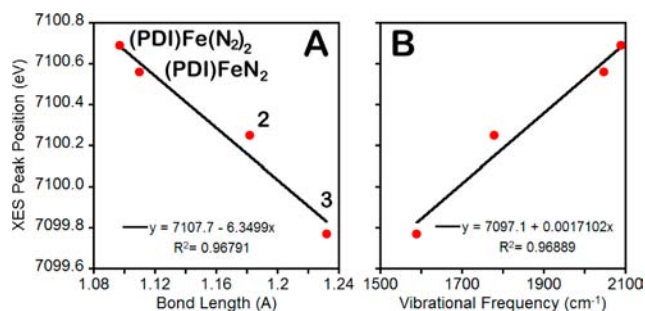 7100.8
7100.6
7100.4
7100.2
7100.0
7099.8
7099.6
XES Peak Position (eV)
A
(PDI)Fe(N₂)₂
(PDI)FeN₂
2
3
y = 7107.7 - 6.3499x
R² = 0.96791
1.08
1.12
1.16
1.2
1.24
Bond Length (A)
B
y = 7097.1 + 0.0017102x
R² = 0.96889
1500
1700
1900
2100
Vibrational Frequency (cm⁻¹)